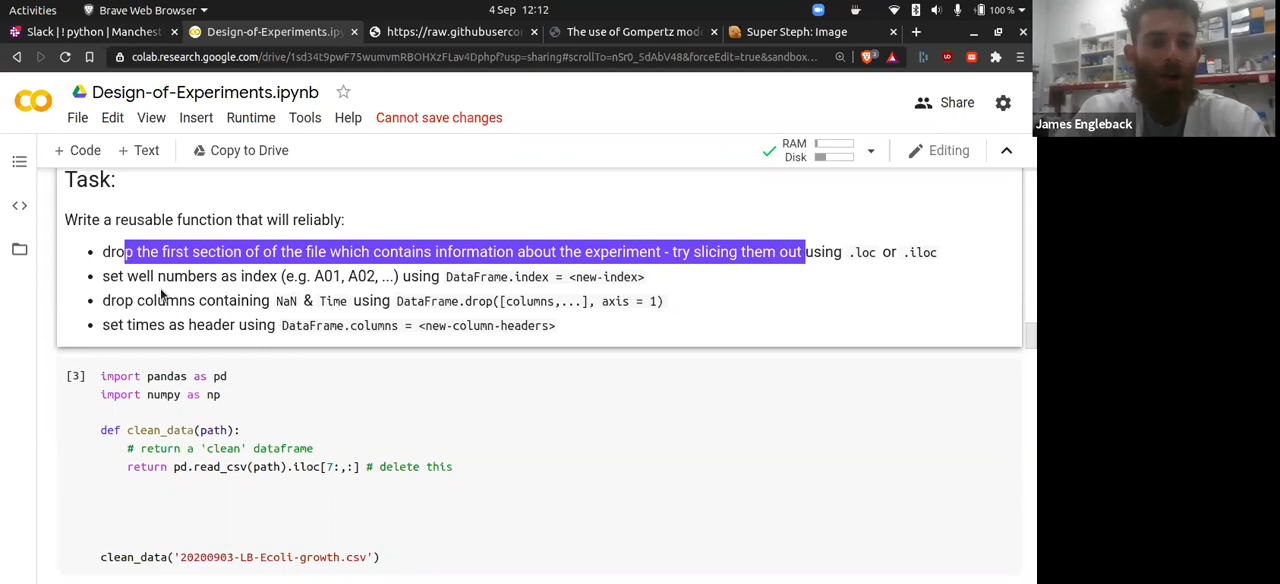 Activities Brave Web Browser 4 Sep 12:12 100 %
Slack | ! python | Manchest Design-of-Experiments.ipyn https://raw.githubuserco The use of Gompertz mod Super Steph: Image
colab.research.google.com/drive/1sd34t9pwF75wumvmRBOHXzFLav4Dphpf?usp=sharing#scrollTo=nSr0_5dAbV48&forceEdit=true&sandbox...
Design-of-Experiments.ipynb Share
File Edit View Insert Runtime Tools Help Cannot save changes
+ Code + Text Copy to Drive RAM Disk Editing
James Engleback
Task:
Write a reusable function that will reliably:
• drop the first section of of the file which contains information about the experiment - try slicing them out using .loc or .iloc
• set well numbers as index (e.g. A01, A02, ...) using DataFrame.index = <new-index>
• drop columns containing NaN & Time using DataFrame.drop([columns,...], axis = 1)
• set times as header using DataFrame.columns = <new-column-headers>
[3] import pandas as pd
import numpy as np
def clean_data(path):
# return a 'clean' dataframe
return pd.read_csv(path).iloc[7:,:] # delete this
clean_data('20200903-LB-Ecoli-growth.csv')